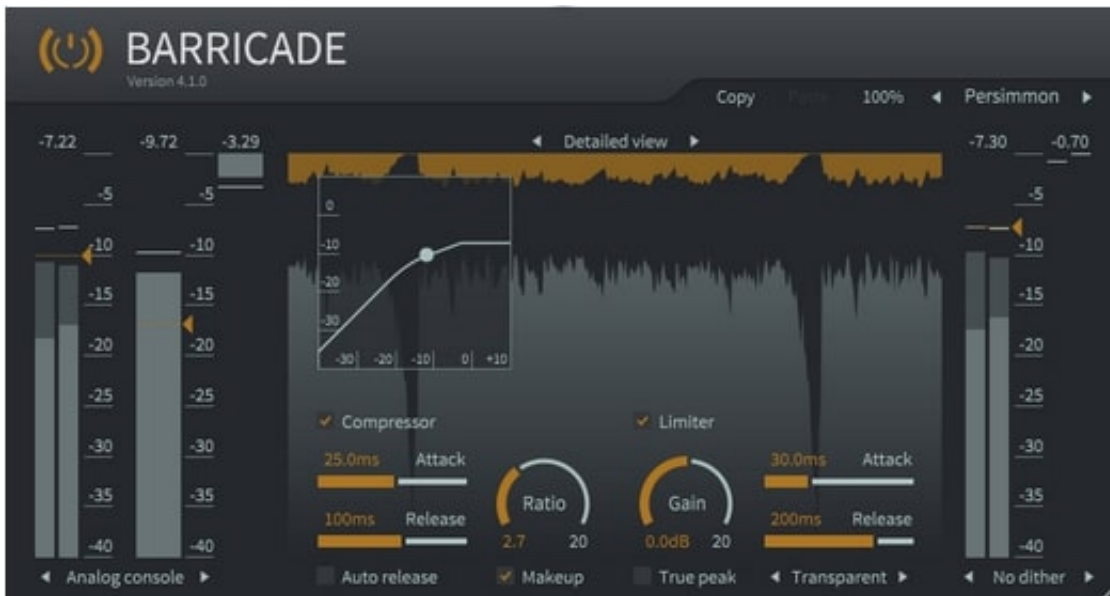 BARRICADE
Version 4.1.0
Copy Paste 100% Persimmon
-7.22 -9.72 -3.29 Detailed view -7.30 -0.70
-5 -5 -5
-10 -10 -10
-15 -15 -15
-20 -20 -20
-25 -25 -25
-30 -30 -30
-35 -35 -35
-40 -40 -40
0
-10
-20
-30
-30 -20 -10 0 +10
Compressor Limiter
25.0ms Attack 30.0ms Attack
Ratio Gain
100ms Release 200ms Release
2.7 20 0.0dB 20
Analog console Auto release Makeup True peak Transparent No dither